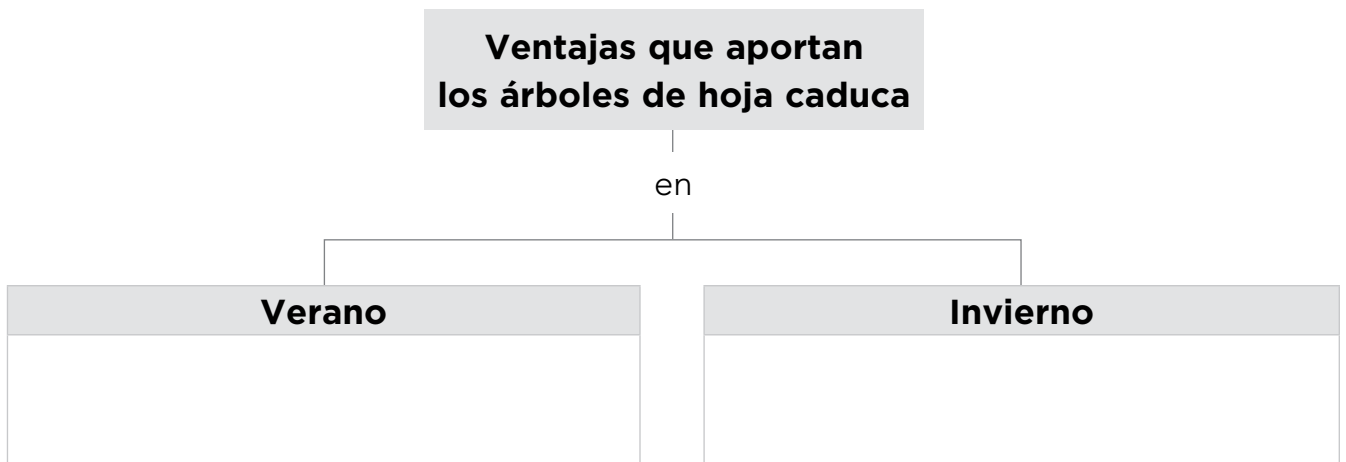 Ventajas que aportan
los árboles de hoja caduca
en
Verano
Invierno